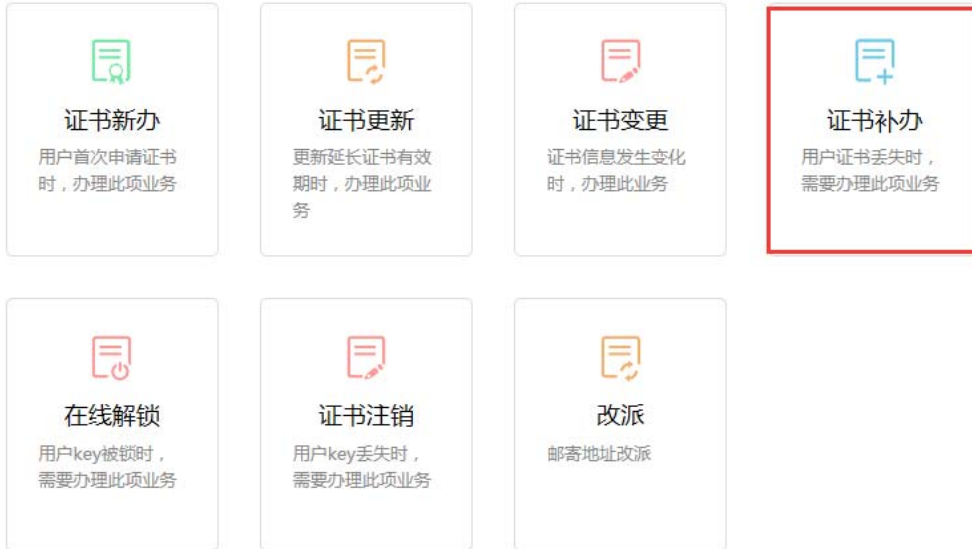 证书新办
用户首次申请证书
时，办理此项业务
证书更新
更新延长证书有效
期时，办理此项业
务
证书变更
证书信息发生变化
时，办理此业务
证书补办
用户证书丢失时，
需要办理此项业务
在线解锁
用户key被锁时，
需要办理此项业务
证书注销
用户key丢失时，
需要办理此项业务
改派
邮寄地址改派